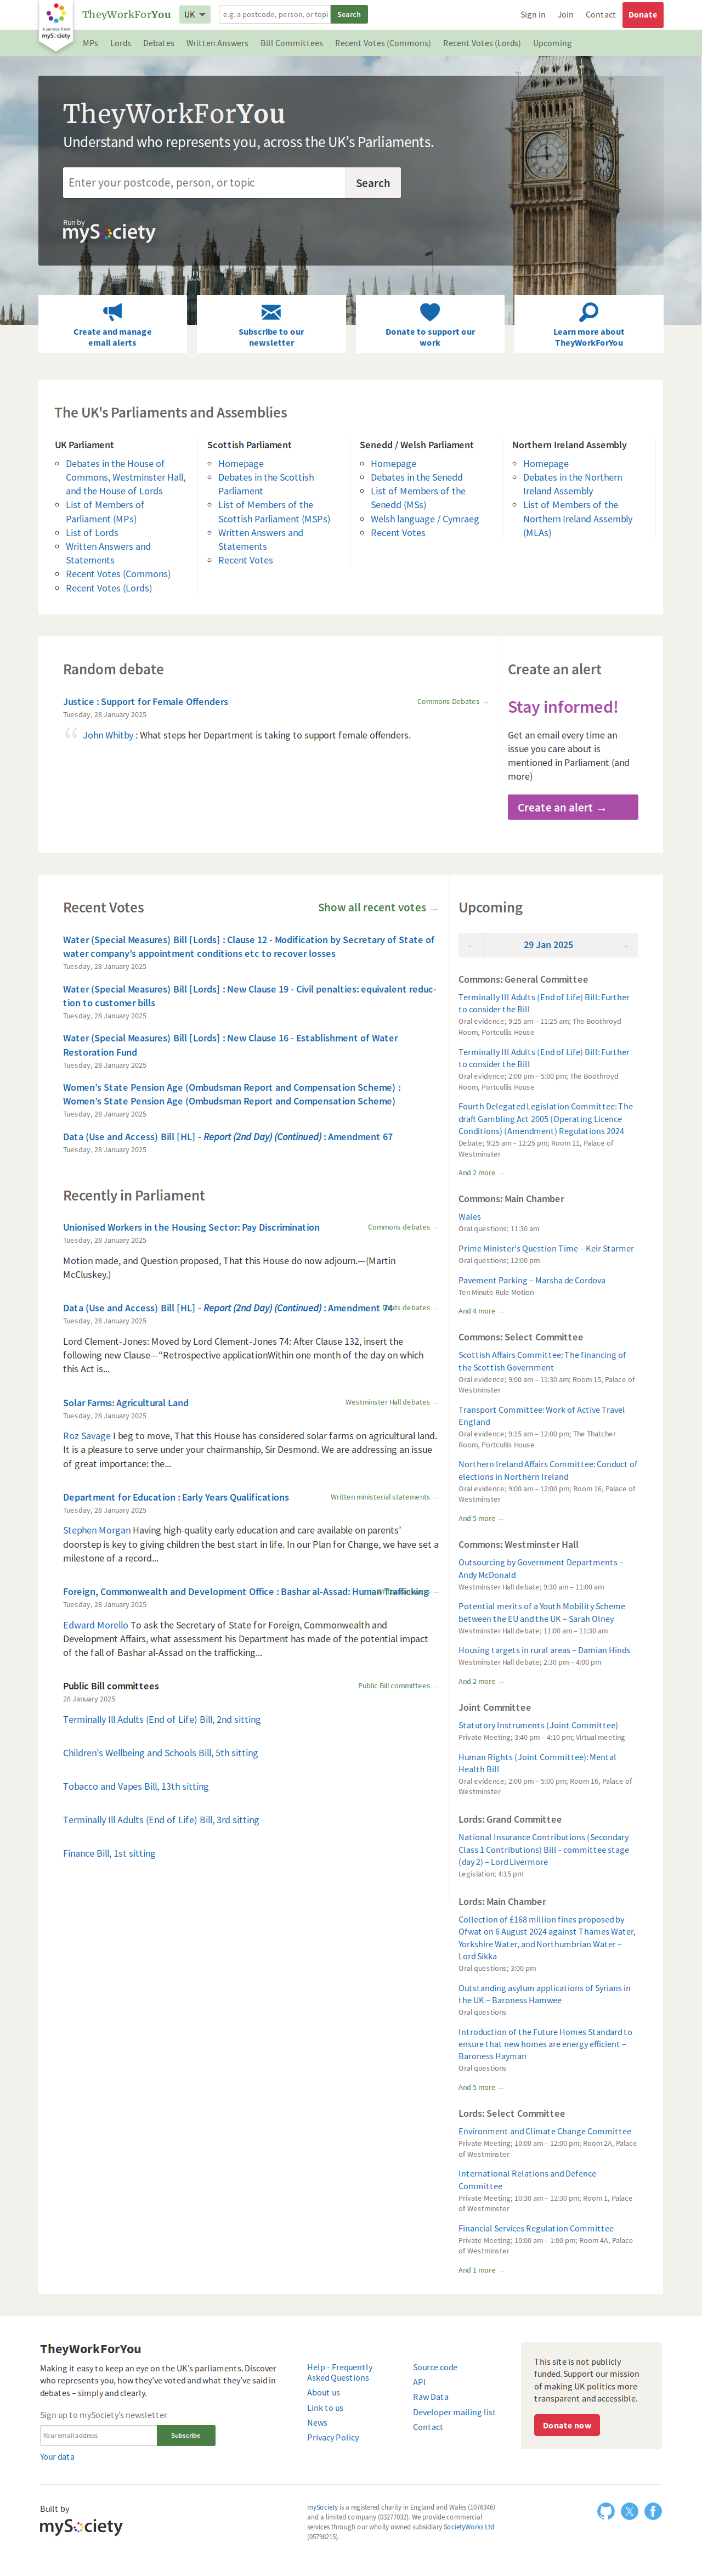 A service from
mySociety
TheyWorkForYou
UK
e.g. a postcode, person, or topi
Search
Sign in
Join
Contact
Donate
MPs
Lords
Debates
Written Answers
Bill Committees
Recent Votes (Commons)
Recent Votes (Lords)
Upcoming
TheyWorkForYou
Understand who represents you, across the UK’s Parliaments.
Enter your postcode, person, or topic
Search
Run by
mySociety
Create and manage
email alerts
Subscribe to our
newsletter
Donate to support our
work
Learn more about
TheyWorkForYou
The UK's Parliaments and Assemblies
UK Parliament
Debates in the House of
Commons, Westminster Hall,
and the House of Lords
List of Members of
Parliament (MPs)
List of Lords
Written Answers and
Statements
Recent Votes (Commons)
Recent Votes (Lords)
Scottish Parliament
Homepage
Debates in the Scottish
Parliament
List of Members of the
Scottish Parliament (MSPs)
Written Answers and
Statements
Recent Votes
Senedd / Welsh Parliament
Homepage
Debates in the Senedd
List of Members of the
Senedd (MSs)
Welsh language / Cymraeg
Recent Votes
Northern Ireland Assembly
Homepage
Debates in the Northern
Ireland Assembly
List of Members of the
Northern Ireland Assembly
(MLAs)
Random debate
Justice : Support for Female Offenders
Commons Debates →
Tuesday, 28 January 2025
“ John Whitby : What steps her Department is taking to support female offenders.
Create an alert
Stay informed!
Get an email every time an
issue you care about is
mentioned in Parliament (and
more)
Create an alert →
Recent Votes
Show all recent votes →
Water (Special Measures) Bill [Lords] : Clause 12 - Modification by Secretary of State of
water company’s appointment conditions etc to recover losses
Tuesday, 28 January 2025
Water (Special Measures) Bill [Lords] : New Clause 19 - Civil penalties: equivalent reduc-
tion to customer bills
Tuesday, 28 January 2025
Water (Special Measures) Bill [Lords] : New Clause 16 - Establishment of Water
Restoration Fund
Tuesday, 28 January 2025
Women’s State Pension Age (Ombudsman Report and Compensation Scheme) :
Women’s State Pension Age (Ombudsman Report and Compensation Scheme)
Tuesday, 28 January 2025
Data (Use and Access) Bill [HL] - Report (2nd Day) (Continued) : Amendment 67
Tuesday, 28 January 2025
Recently in Parliament
Unionised Workers in the Housing Sector: Pay Discrimination
Commons debates →
Tuesday, 28 January 2025
Motion made, and Question proposed, That this House do now adjourn.—(Martin
McCluskey.)
Data (Use and Access) Bill [HL] - Report (2nd Day) (Continued) : Amendment 74
Lords debates →
Tuesday, 28 January 2025
Lord Clement-Jones: Moved by Lord Clement-Jones 74: After Clause 132, insert the
following new Clause—“Retrospective applicationWithin one month of the day on which
this Act is...
Solar Farms: Agricultural Land
Westminster Hall debates →
Tuesday, 28 January 2025
Roz Savage I beg to move, That this House has considered solar farms on agricultural land.
It is a pleasure to serve under your chairmanship, Sir Desmond. We are addressing an issue
of great importance: the...
Department for Education : Early Years Qualifications
Written ministerial statements →
Tuesday, 28 January 2025
Stephen Morgan Having high-quality early education and care available on parents’
doorstep is key to giving children the best start in life. In our Plan for Change, we have set a
milestone of a record...
Foreign, Commonwealth and Development Office : Bashar al-Assad: Human Trafficking
Tuesday, 28 January 2025
Edward Morello To ask the Secretary of State for Foreign, Commonwealth and
Development Affairs, what assessment his Department has made of the potential impact
of the fall of Bashar al-Assad on the trafficking...
Public Bill committees
Public Bill committees →
28 January 2025
Terminally Ill Adults (End of Life) Bill, 2nd sitting
Children’s Wellbeing and Schools Bill, 5th sitting
Tobacco and Vapes Bill, 13th sitting
Terminally Ill Adults (End of Life) Bill, 3rd sitting
Finance Bill, 1st sitting
Upcoming
← 29 Jan 2025 →
Commons: General Committee
Terminally Ill Adults (End of Life) Bill: Further
to consider the Bill
Oral evidence; 9:25 am – 11:25 am; The Boothroyd
Room, Portcullis House
Terminally Ill Adults (End of Life) Bill: Further
to consider the Bill
Oral evidence; 2:00 pm – 5:00 pm; The Boothroyd
Room, Portcullis House
Fourth Delegated Legislation Committee: The
draft Gambling Act 2005 (Operating Licence
Conditions) (Amendment) Regulations 2024
Debate; 9:25 am – 12:25 pm; Room 11, Palace of
Westminster
And 2 more →
Commons: Main Chamber
Wales
Oral questions; 11:30 am
Prime Minister's Question Time – Keir Starmer
Oral questions; 12:00 pm
Pavement Parking – Marsha de Cordova
Ten Minute Rule Motion
And 4 more →
Commons: Select Committee
Scottish Affairs Committee: The financing of
the Scottish Government
Oral evidence; 9:00 am – 11:30 am; Room 15, Palace of
Westminster
Transport Committee: Work of Active Travel
England
Oral evidence; 9:15 am – 12:00 pm; The Thatcher
Room, Portcullis House
Northern Ireland Affairs Committee: Conduct of
elections in Northern Ireland
Oral evidence; 9:00 am – 12:00 pm; Room 16, Palace of
Westminster
And 5 more →
Commons: Westminster Hall
Outsourcing by Government Departments –
Andy McDonald
Westminster Hall debate; 9:30 am – 11:00 am
Potential merits of a Youth Mobility Scheme
between the EU and the UK – Sarah Olney
Westminster Hall debate; 11:00 am – 11:30 am
Housing targets in rural areas – Damian Hinds
Westminster Hall debate; 2:30 pm – 4:00 pm
And 2 more →
Joint Committee
Statutory Instruments (Joint Committee)
Private Meeting; 3:40 pm – 4:10 pm; Virtual meeting
Human Rights (Joint Committee): Mental
Health Bill
Oral evidence; 2:00 pm – 5:00 pm; Room 16, Palace of
Westminster
Lords: Grand Committee
National Insurance Contributions (Secondary
Class 1 Contributions) Bill - committee stage
(day 2) – Lord Livermore
Legislation; 4:15 pm
Lords: Main Chamber
Collection of £168 million fines proposed by
Ofwat on 6 August 2024 against Thames Water,
Yorkshire Water, and Northumbrian Water –
Lord Sikka
Oral questions; 3:00 pm
Outstanding asylum applications of Syrians in
the UK – Baroness Hamwee
Oral questions
Introduction of the Future Homes Standard to
ensure that new homes are energy efficient –
Baroness Hayman
Oral questions
And 5 more →
Lords: Select Committee
Environment and Climate Change Committee
Private Meeting; 10:00 am – 12:00 pm; Room 2A, Palace
of Westminster
International Relations and Defence
Committee
Private Meeting; 10:30 am – 12:30 pm; Room 1, Palace
of Westminster
Financial Services Regulation Committee
Private Meeting; 10:00 am – 1:00 pm; Room 4A, Palace
of Westminster
And 1 more →
TheyWorkForYou
Making it easy to keep an eye on the UK’s parliaments. Discover
who represents you, how they’ve voted and what they’ve said in
debates – simply and clearly.
Sign up to mySociety’s newsletter
Your email address
Subscribe
Your data
Help - Frequently
Asked Questions
About us
Link to us
News
Privacy Policy
Source code
API
Raw Data
Developer mailing list
Contact
This site is not publicly
funded. Support our mission
of making UK politics more
transparent and accessible.
Donate now
Built by
mySociety
mySociety is a registered charity in England and Wales (1076346)
and a limited company (03277032). We provide commercial
services through our wholly owned subsidiary SocietyWorks Ltd
(05798215).